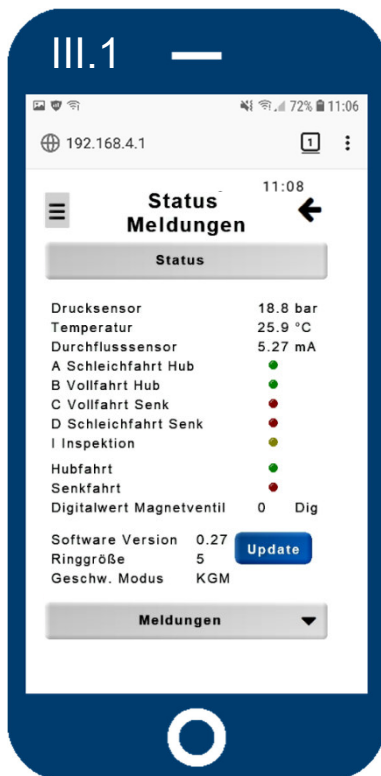 III.1
72% 11:06
192.168.4.1 1
11:08
Status
Meldungen
Status
Drucksensor 18.8 bar
Temperatur 25.9 °C
Durchflusssensor 5.27 mA
A Schleichfahrt Hub
B Vollfahrt Hub
C Vollfahrt Senk
D Schleichfahrt Senk
I Inspektion
Hubfahrt
Senkfahrt
Digitalwert Magnetventil 0 Dig
Software Version 0.27
Update
Ringgröße 5
Geschw. Modus KGM
Meldungen